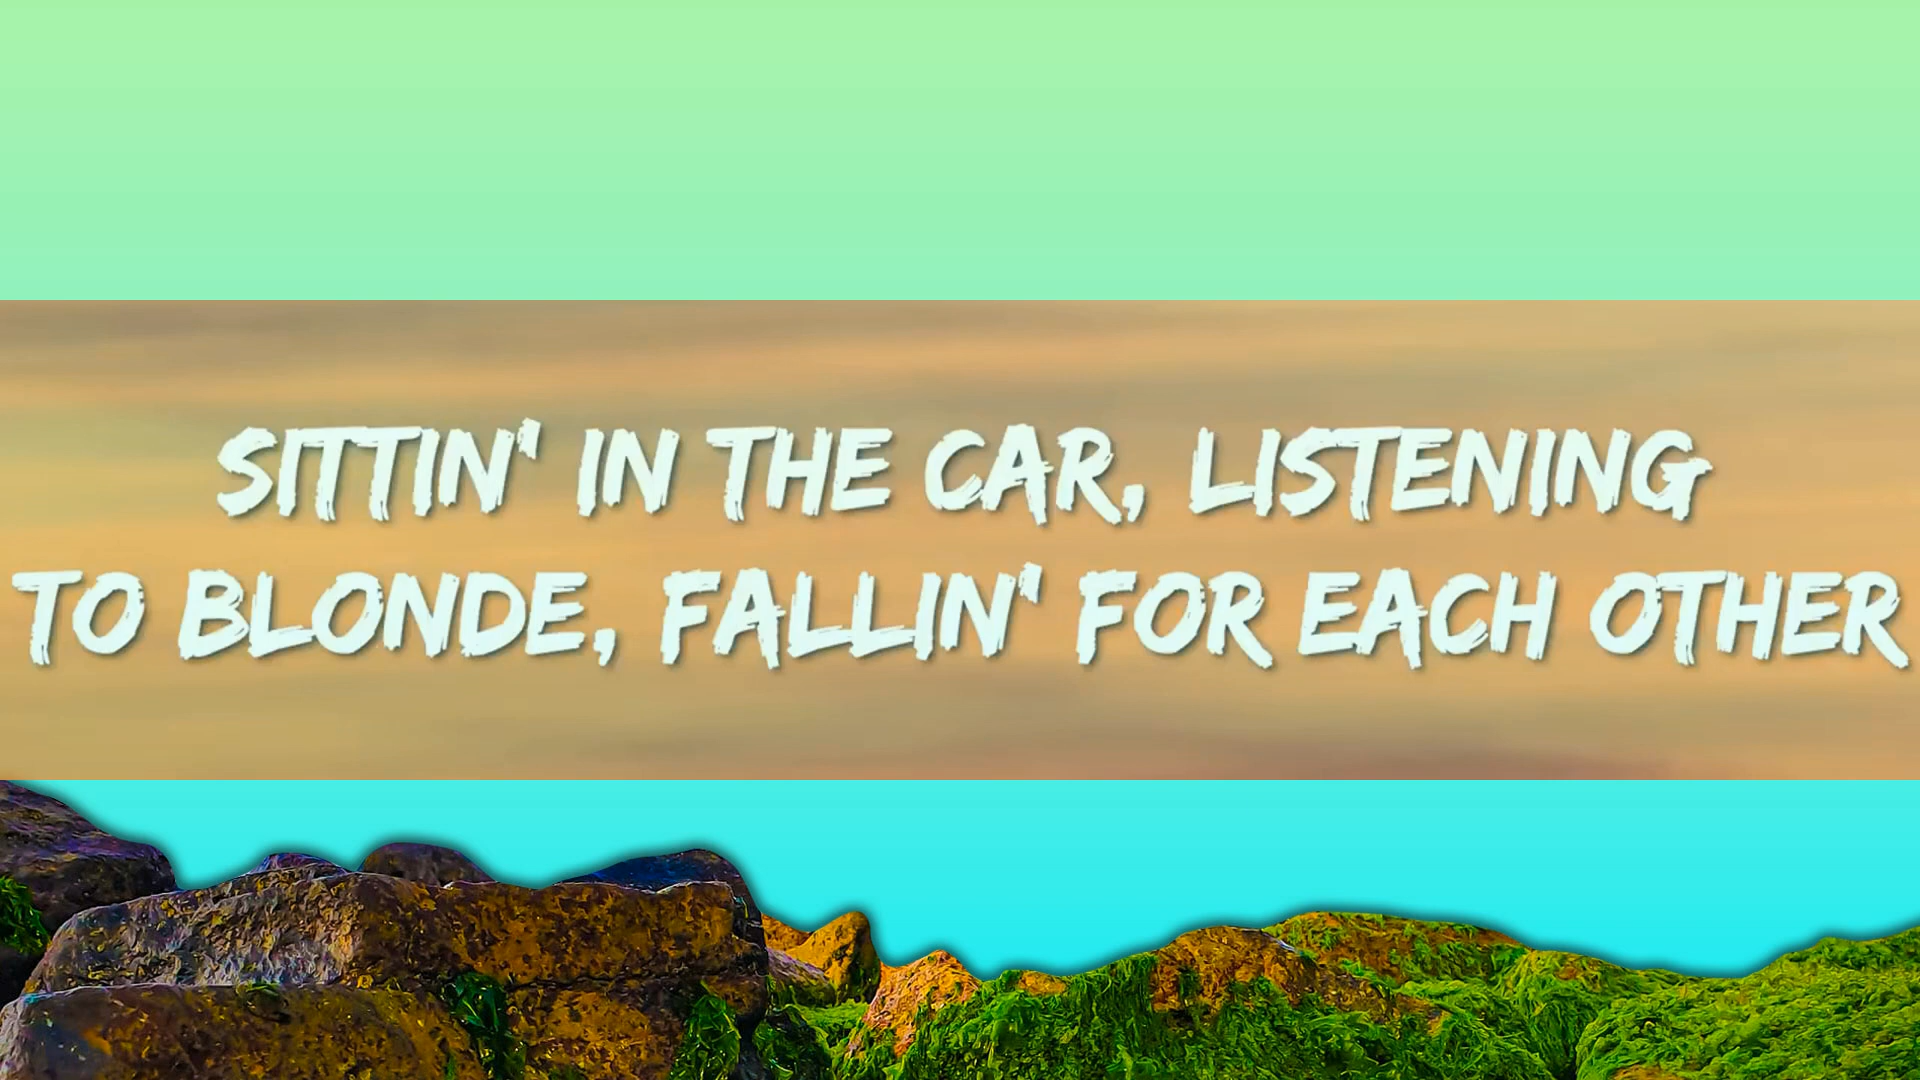 SITTIN' IN THE CAR, LISTENING
TO BLONDE, FALLIN' FOR EACH OTHER